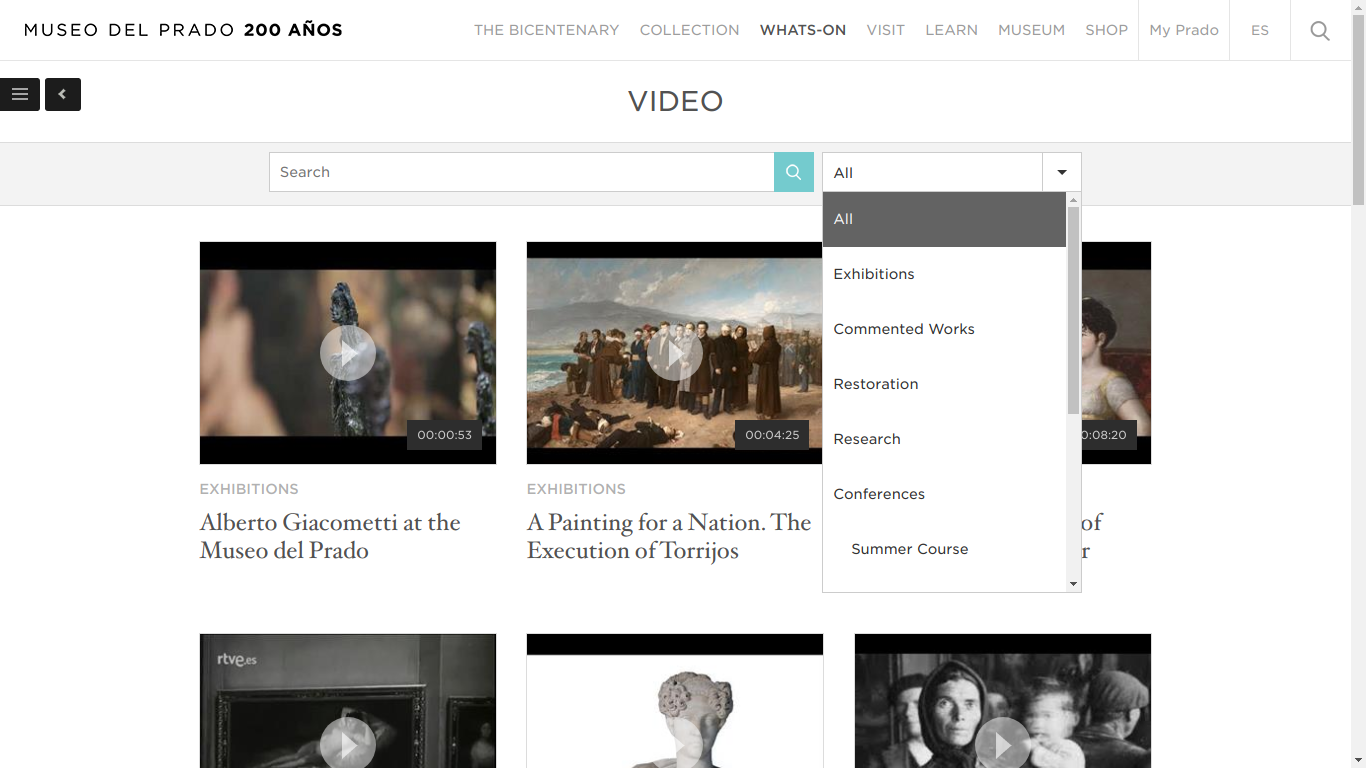 MUSEO DEL PRADO 200 AÑOS
THE BICENTENARY COLLECTION WHATS-ON VISIT LEARN MUSEUM SHOP My Prado ES
VIDEO
Search
All
All
Exhibitions
Commented Works
Restoration
Research
Conferences
Summer Course
00:00:53
00:04:25
0:08:20
EXHIBITIONS
Alberto Giacometti at the
Museo del Prado
EXHIBITIONS
A Painting for a Nation. The
Execution of Torrijos
of
r
rtve.es